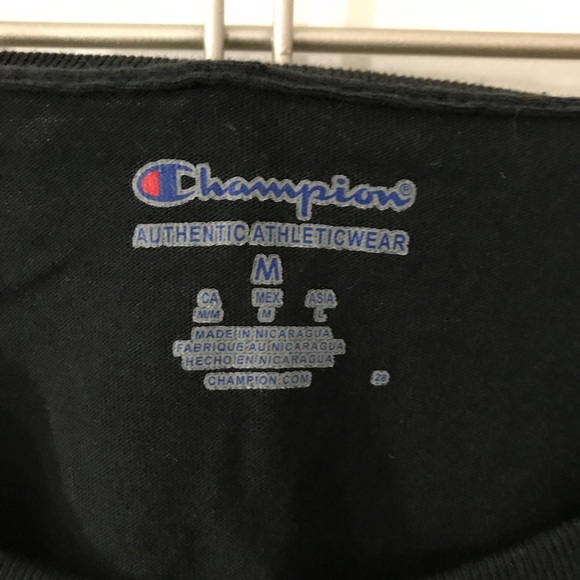 Champion®
AUTHENTIC ATHLETICWEAR
M
CA MEX ASIA
M/M M L
MADE IN NICARAGUA
FABRIQUE AU NICARAGUA
HECHO EN NICARAGUA
CHAMPION.COM 28